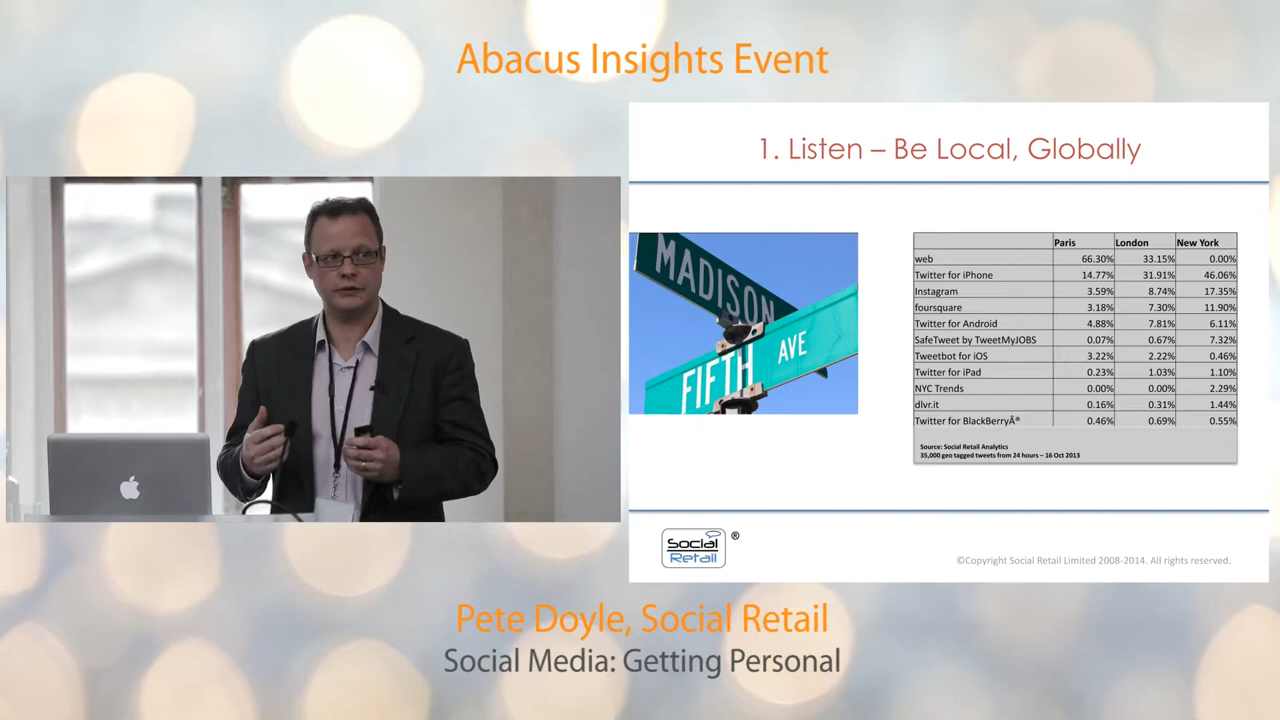 Abacus Insights Event
1. Listen – Be Local, Globally
MADISON
FIFTH AVE
Paris London New York
web 66.30% 33.15% 0.00%
Twitter for iPhone 14.77% 31.91% 46.06%
Instagram 3.59% 8.74% 17.35%
foursquare 3.18% 7.30% 11.90%
Twitter for Android 4.88% 7.81% 6.11%
SafeTweet by TweetMyJOBS 0.07% 0.67% 7.32%
Tweetbot for iOS 3.22% 2.22% 0.46%
Twitter for iPad 0.23% 1.03% 1.10%
NYC Trends 0.00% 0.00% 2.29%
dlvr.it 0.16% 0.31% 1.44%
Twitter for BlackBerryÂ® 0.46% 0.69% 0.55%
Source: Social Retail Analytics
35,000 geo tagged tweets from 24 hours – 16 Oct 2013
Social
Retail
®
©Copyright Social Retail Limited 2008-2014. All rights reserved.
Pete Doyle, Social Retail
Social Media: Getting Personal